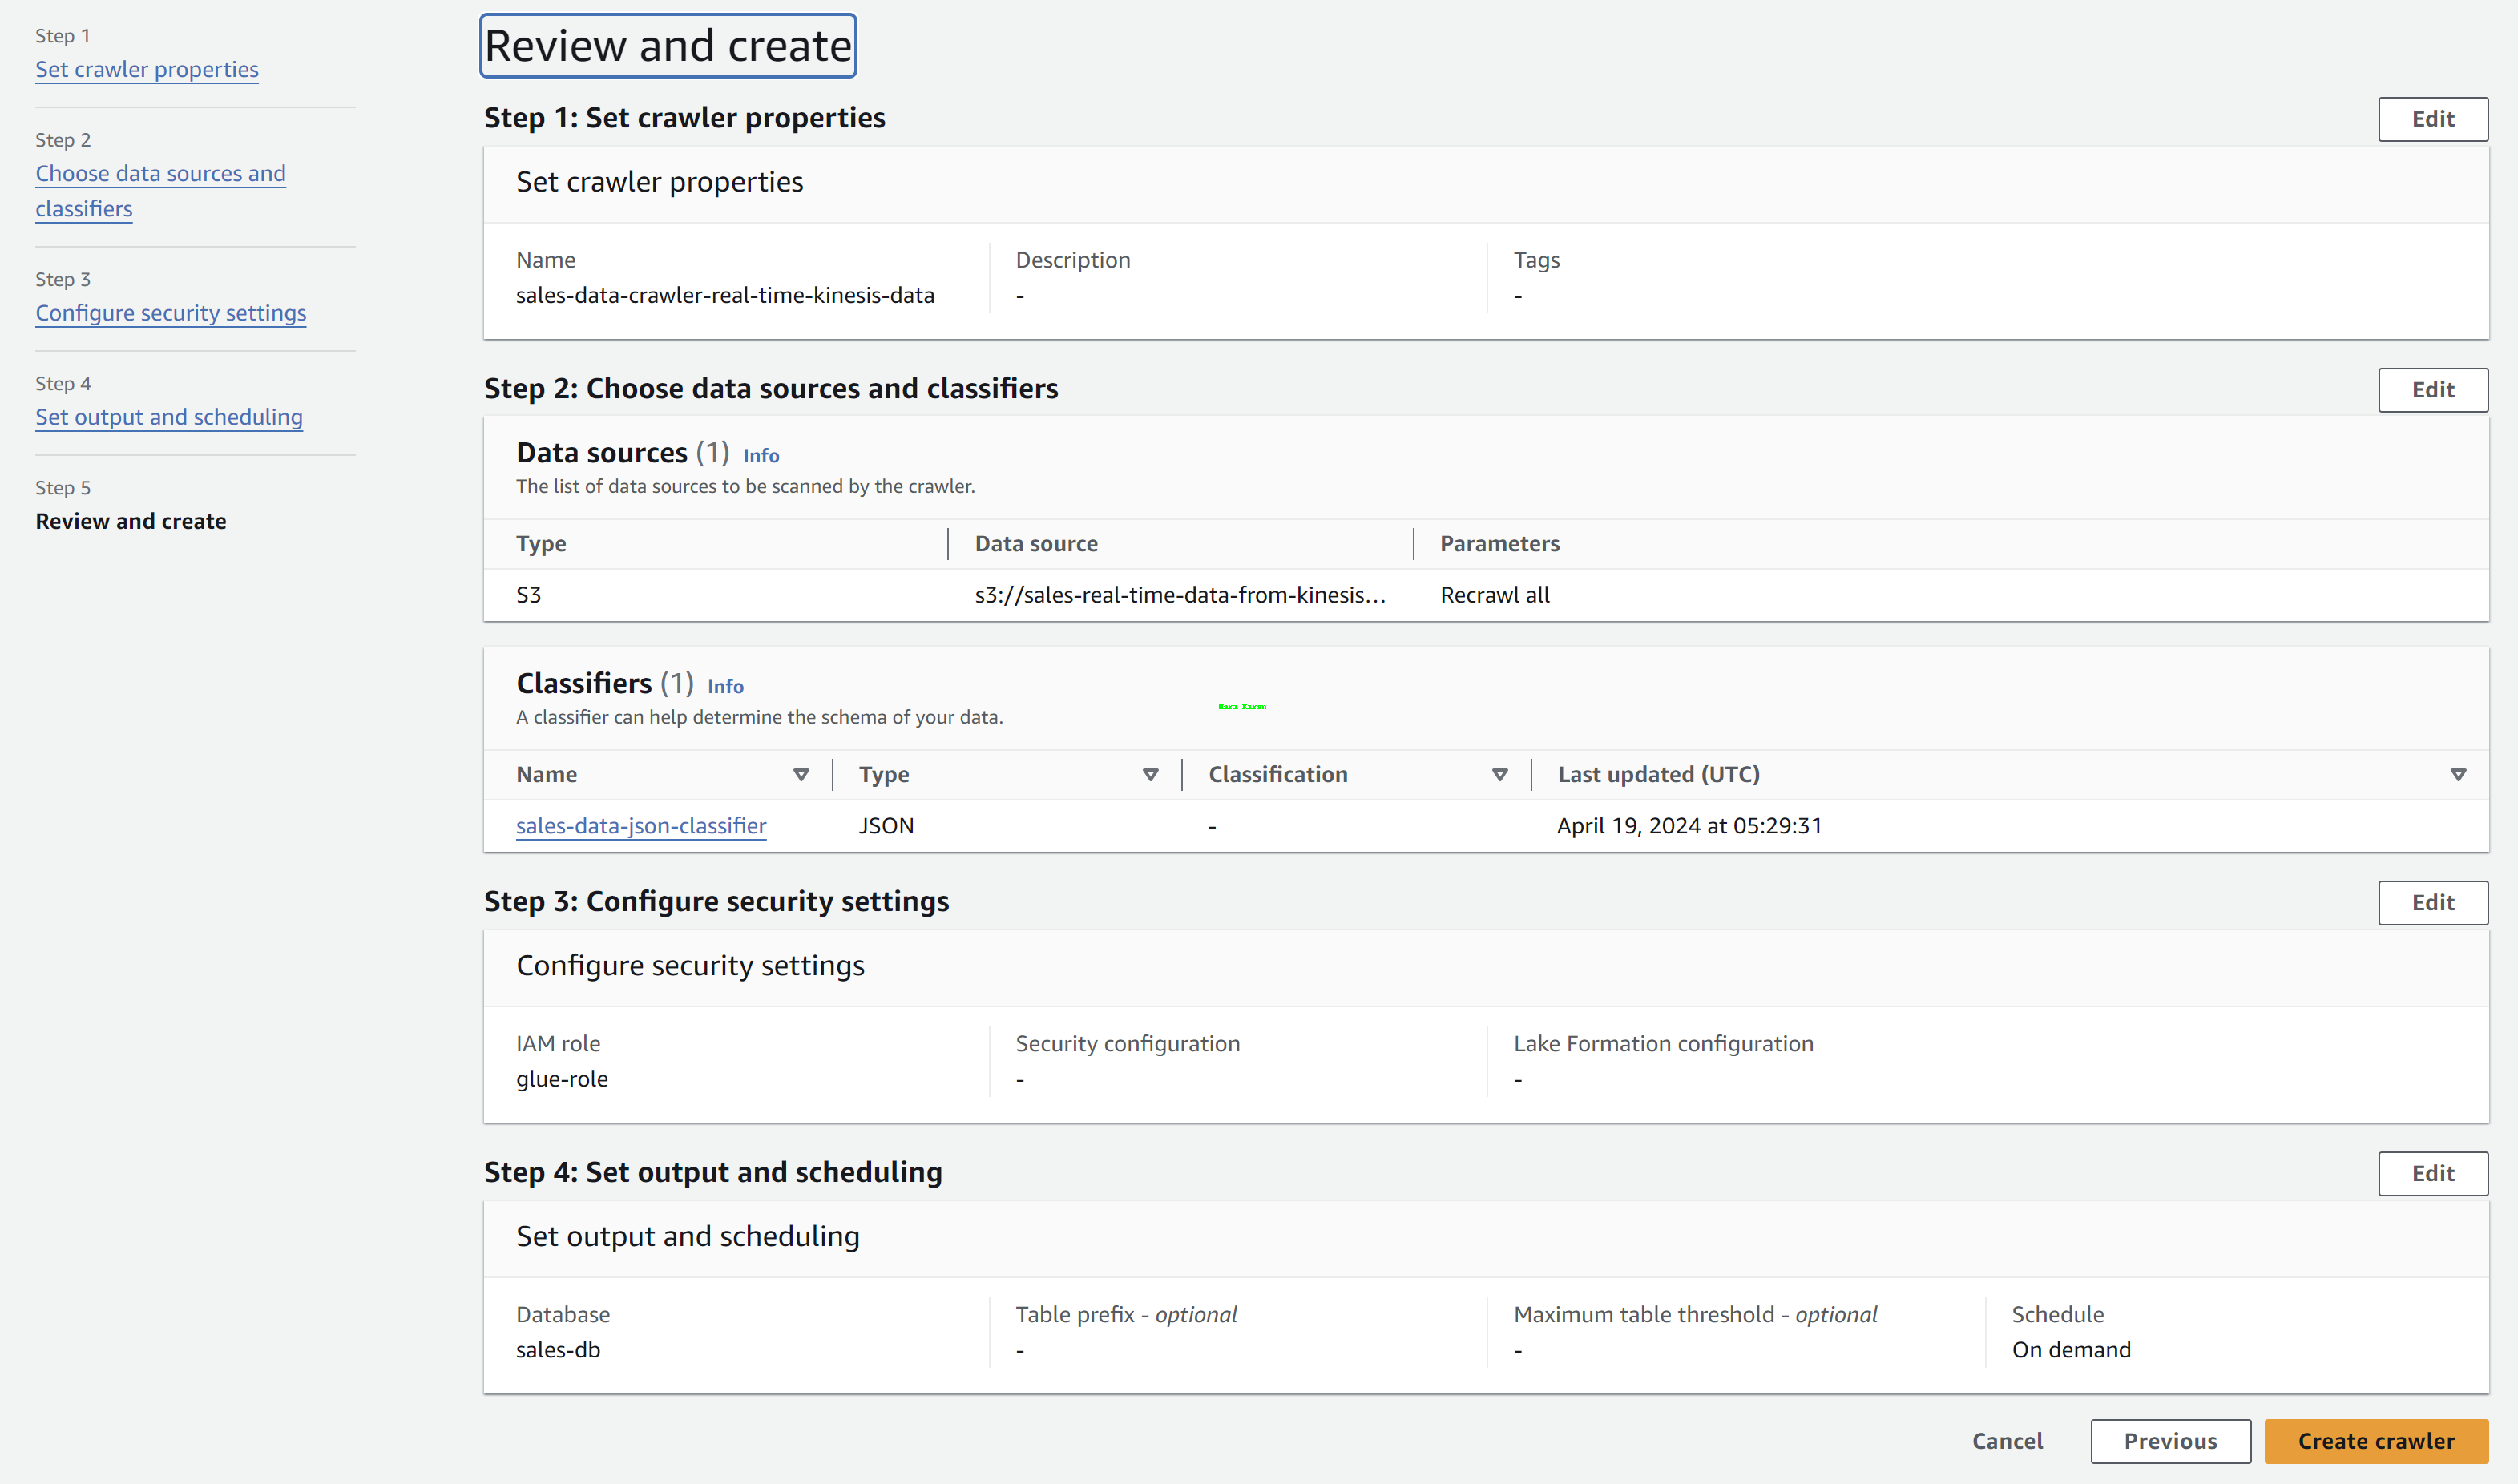 Step 1
Set crawler properties
Step 2
Choose data sources and
classifiers
Step 3
Configure security settings
Step 4
Set output and scheduling
Step 5
Review and create
Review and create
Step 1: Set crawler properties
Edit
Set crawler properties
Name Description Tags
sales-data-crawler-real-time-kinesis-data - -
Step 2: Choose data sources and classifiers
Edit
Data sources (1) Info
The list of data sources to be scanned by the crawler.
Type Data source Parameters
S3 s3://sales-real-time-data-from-kinesis... Recrawl all
Classifiers (1) Info
A classifier can help determine the schema of your data.
Hari Kiran
Name Type Classification Last updated (UTC)
sales-data-json-classifier JSON - April 19, 2024 at 05:29:31
Step 3: Configure security settings
Edit
Configure security settings
IAM role Security configuration Lake Formation configuration
glue-role - -
Step 4: Set output and scheduling
Edit
Set output and scheduling
Database Table prefix - optional Maximum table threshold - optional Schedule
sales-db - - On demand
Cancel Previous Create crawler